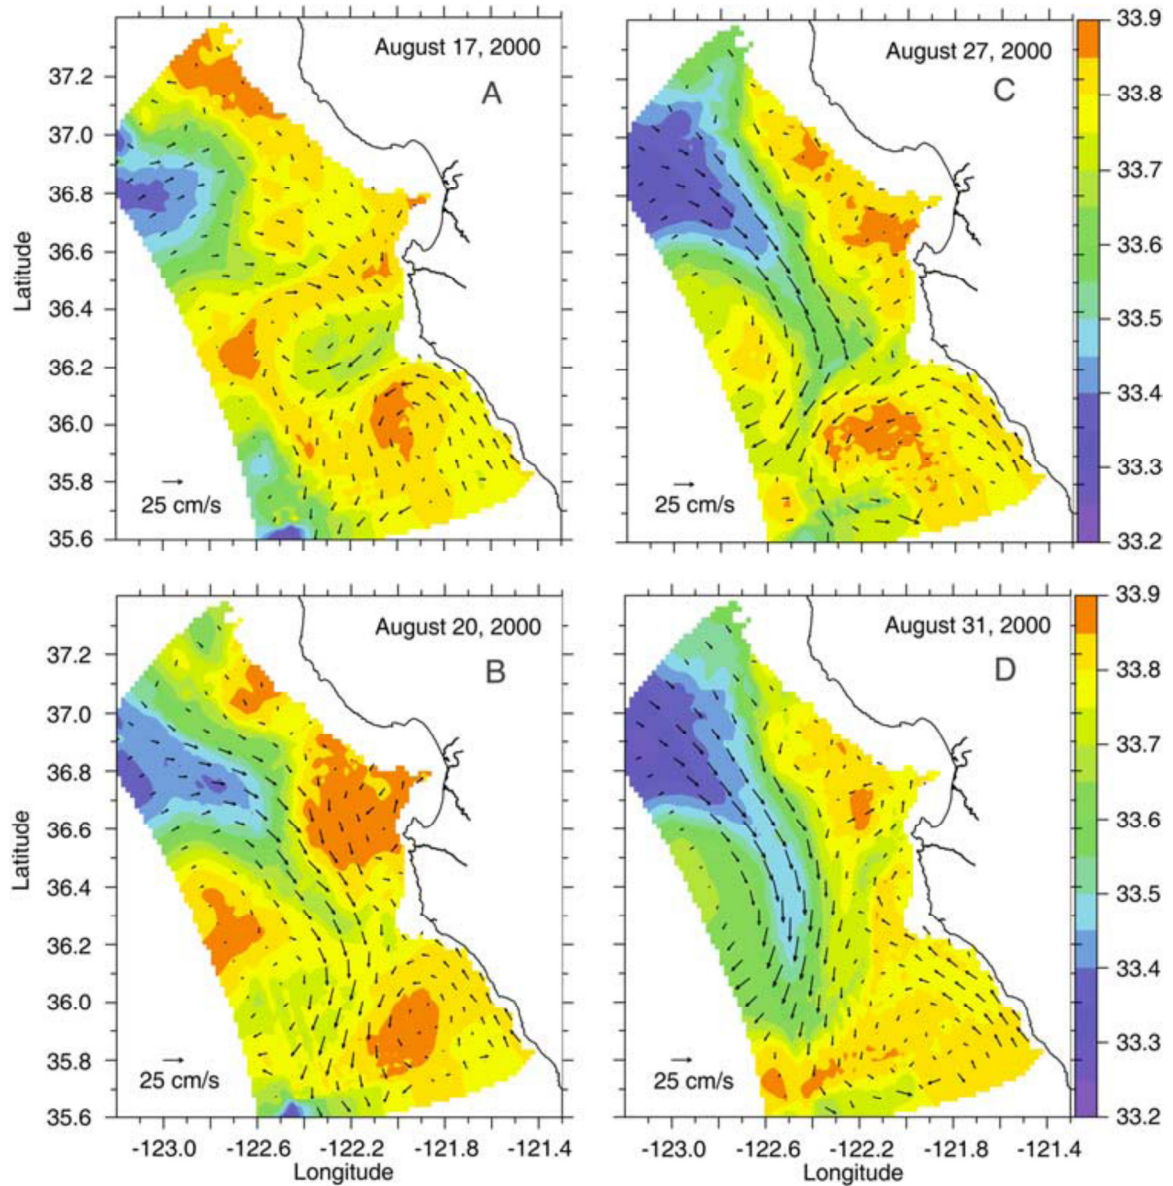 August 17, 2000
A
37.2
37.0
36.8
36.6
36.4
36.2
36.0
35.8
35.6
Latitude
25 cm/s
August 27, 2000
C
25 cm/s
33.9
33.8
33.7
33.6
33.5
33.4
33.3
33.2
August 20, 2000
B
37.2
37.0
36.8
36.6
36.4
36.2
36.0
35.8
35.6
Latitude
25 cm/s
-123.0 -122.6 -122.2 -121.8 -121.4
Longitude
August 31, 2000
D
25 cm/s
-123.0 -122.6 -122.2 -121.8 -121.4
Longitude
33.9
33.8
33.7
33.6
33.5
33.4
33.3
33.2